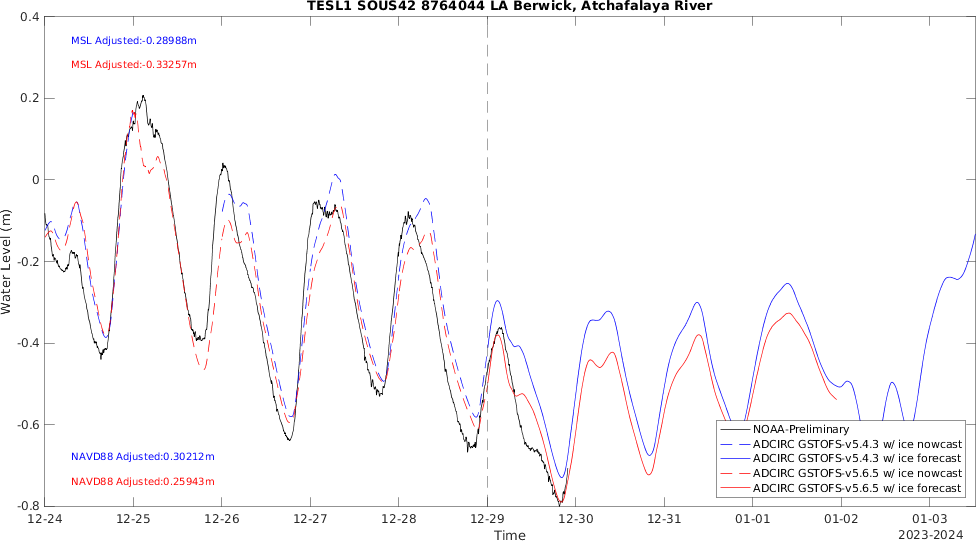 TESL1 SOUS42 8764044 LA Berwick, Atchafalaya River
MSL Adjusted:-0.28988m
MSL Adjusted:-0.33257m
0.4
0.2
0
-0.2
-0.4
-0.6
-0.8
Water Level (m)
NAVD88 Adjusted:0.30212m
NAVD88 Adjusted:0.25943m
NOAA-Preliminary
ADCIRC GSTOFS-v5.4.3 w/ ice nowcast
ADCIRC GSTOFS-v5.4.3 w/ ice forecast
ADCIRC GSTOFS-v5.6.5 w/ ice nowcast
ADCIRC GSTOFS-v5.6.5 w/ ice forecast
12-24 12-25 12-26 12-27 12-28 12-29 12-30 12-31 01-01 01-02 01-03
Time
2023-2024